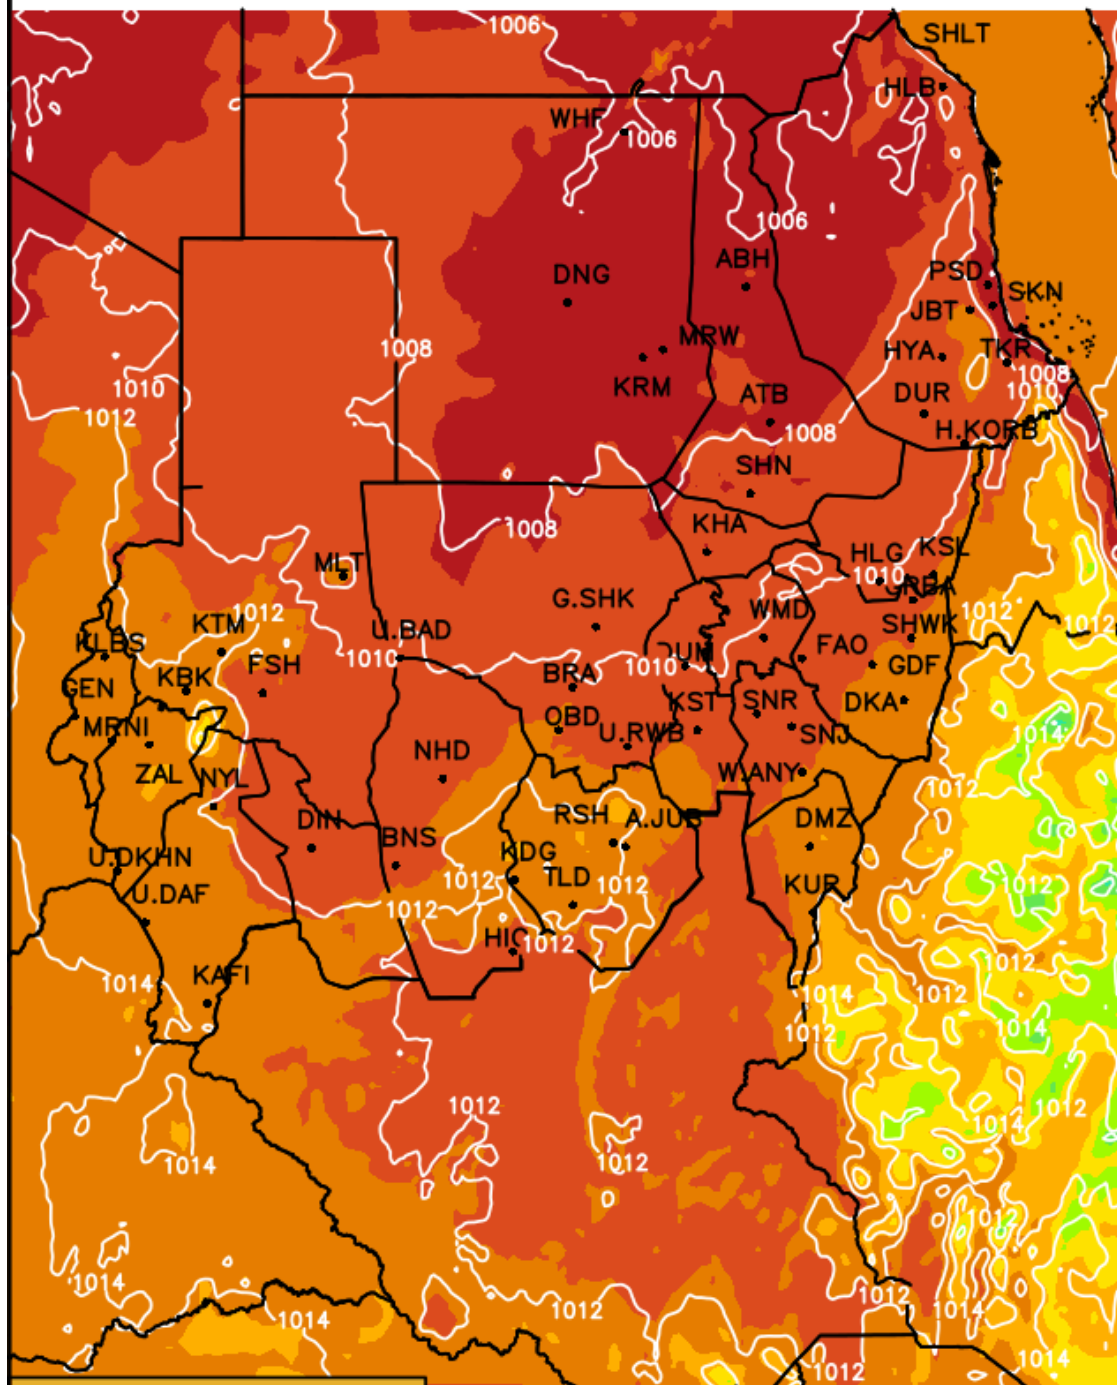 1006
SHLT
HLB
WHF
1006
1006
ABH
DNG
PSD
SKN
JBT
MRW
HYA
TKR
1008
1008
1010
KRM
DUR
1010
1012
ATB
1008
H.KORB
SHN
1008
KHA
HLG
KSL
MLT
1010
G.SHK
WMD
1012
KTM
1012
1012
U.BAD
SHWK
KLBS
FAO
1010
FSH
BRA
1010
GDF
GEN
KBK
KST
SNR
DKA
MRNI
OBD
U.RWB
SNJ
1014
NHD
ZAL
NYL
W.ANY
1012
DIN
RSH
A.JUB
DMZ
BNS
U.DKHN
KDG
1012
TLD
1012
KUR
1012
U.DAF
1012
1012
HIG
1012
KAFI
1014
1014
1012
1014
1012
1012
1012
1012
1014
1014
1012
1012
1014
1012
1012
1014
1014
1014
1012